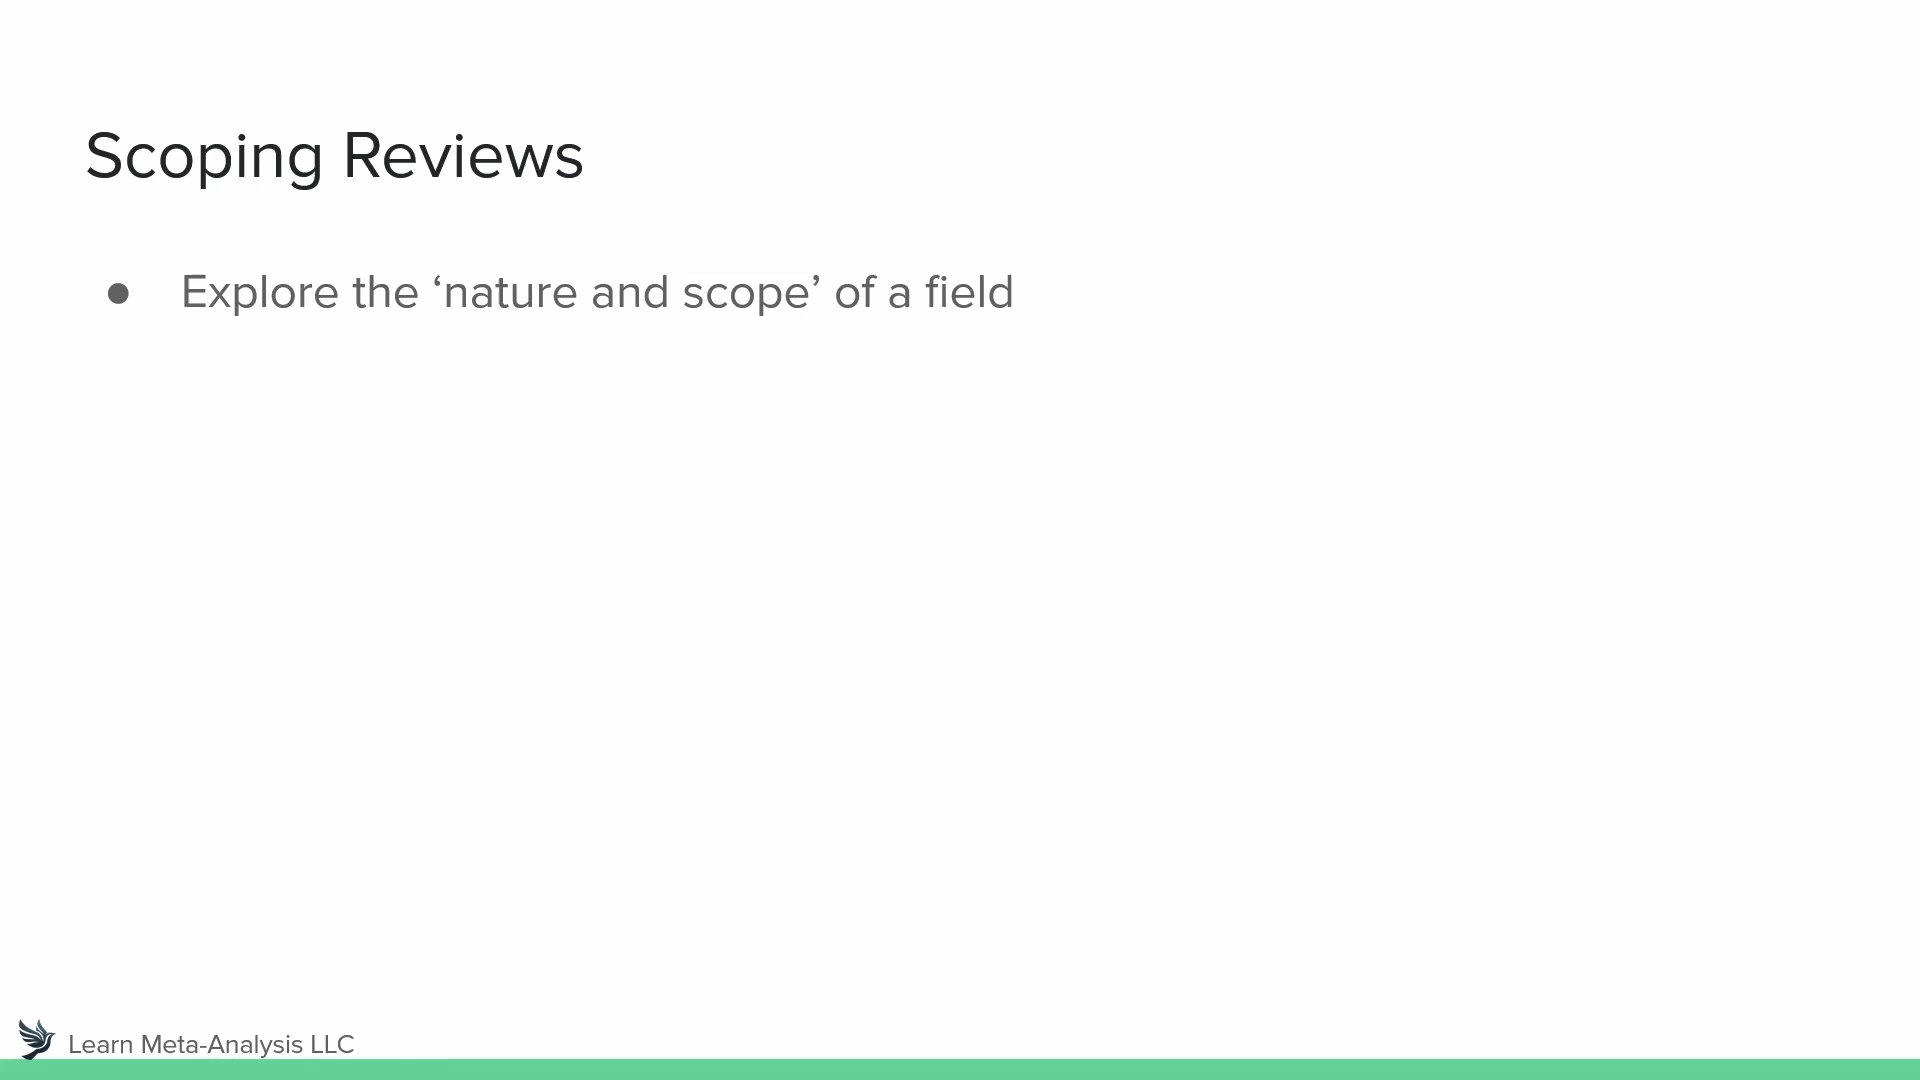 Scoping Reviews
● Explore the ‘nature and scope’ of a field
Learn Meta-Analysis LLC